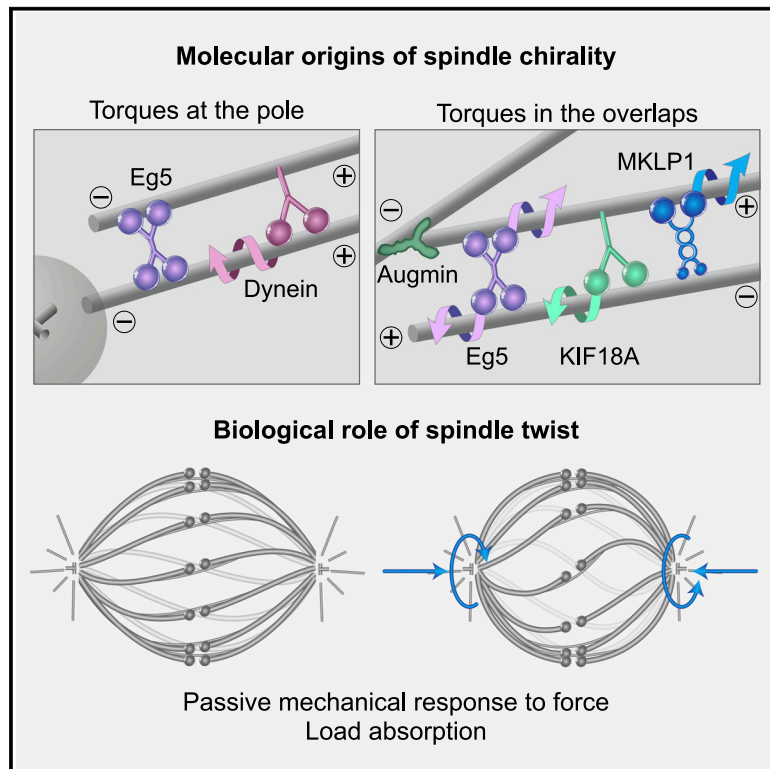 Molecular origins of spindle chirality
Torques at the pole
Torques in the overlaps
⊖
Eg5
⊕
Dynein
⊕
⊖
MKLP1
⊖
⊕
Augmin
⊖
⊕
Eg5
KIF18A
Biological role of spindle twist
Passive mechanical response to force
Load absorption